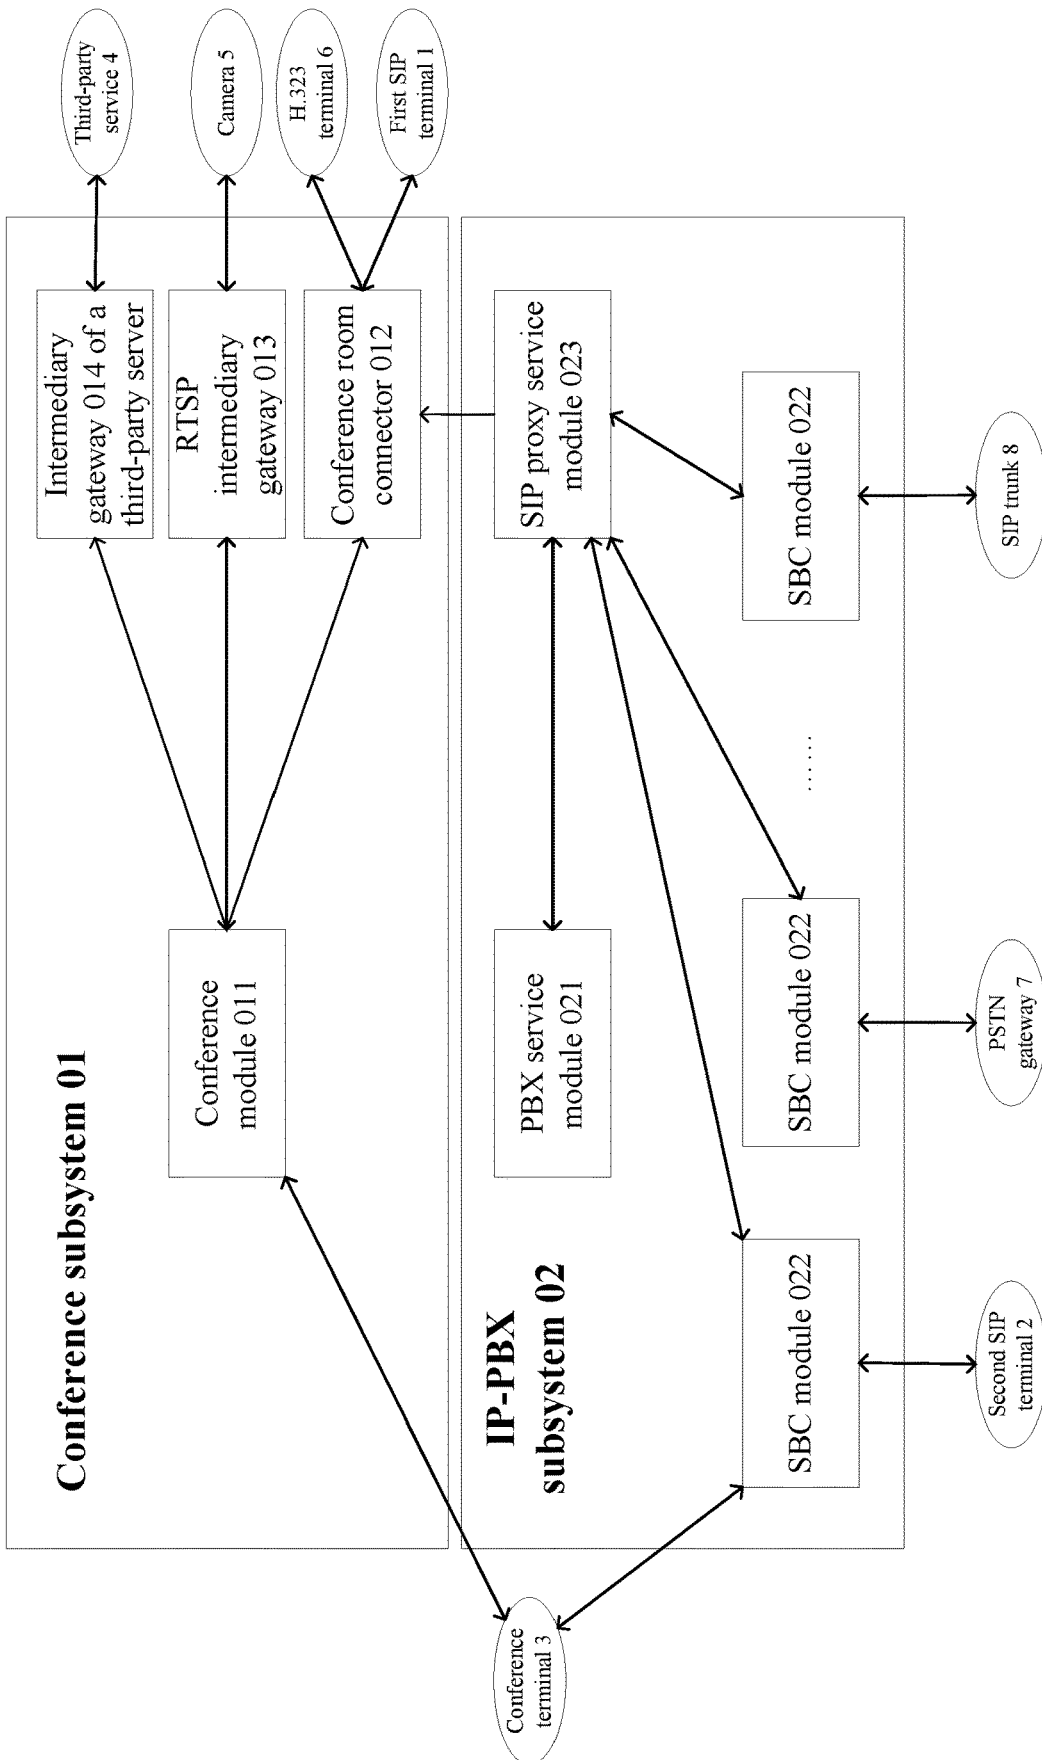 Conference subsystem 01
Conference
module 011
Intermediary
gateway 014 of a
third-party server
RTSP
intermediary
gateway 013
Conference room
connector 012
Third-party
service 4
Camera 5
H.323
terminal 6
First SIP
terminal 1
Conference
terminal 3
IP-PBX
subsystem 02
PBX service
module 021
SIP proxy service
module 023
SBC module 022
SBC module 022
......
SBC module 022
Second SIP
terminal 2
PSTN
gateway 7
SIP trunk 8